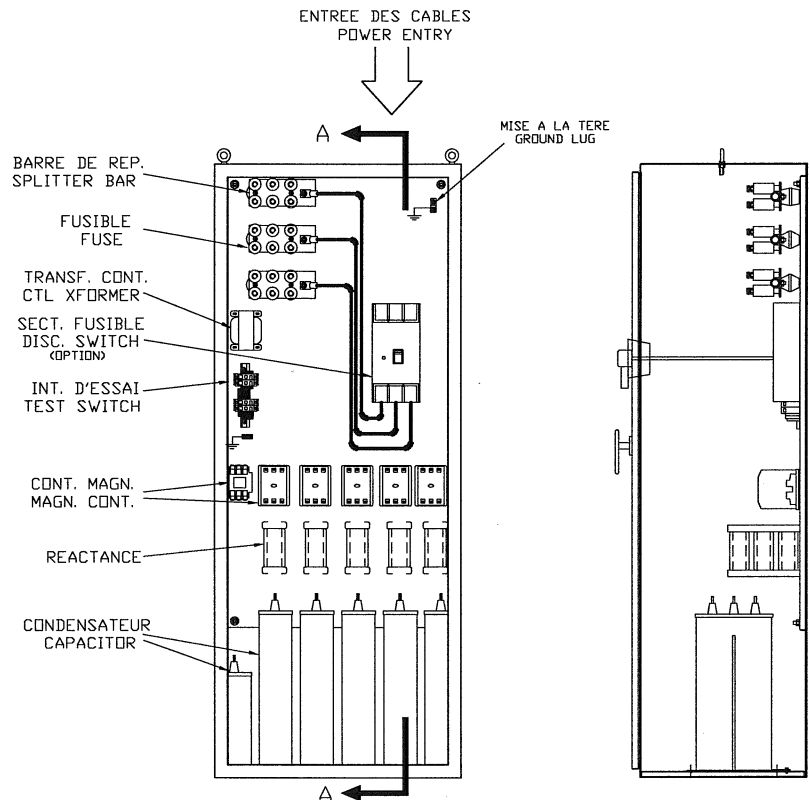 ENTREE DES CABLES
POWER ENTRY
A
MISE A LA TERE
GROUND LUG
BARRE DE REP.
SPLITTER BAR
FUSIBLE
FUSE
TRANSF. CONT.
CTL XFORMER
SECT. FUSIBLE
DISC. SWITCH
(OPTION)
INT. D'ESSAI
TEST SWITCH
CONT. MAGN.
MAGN. CONT.
REACTANCE
CONDENSATEUR
CAPACITOR
A